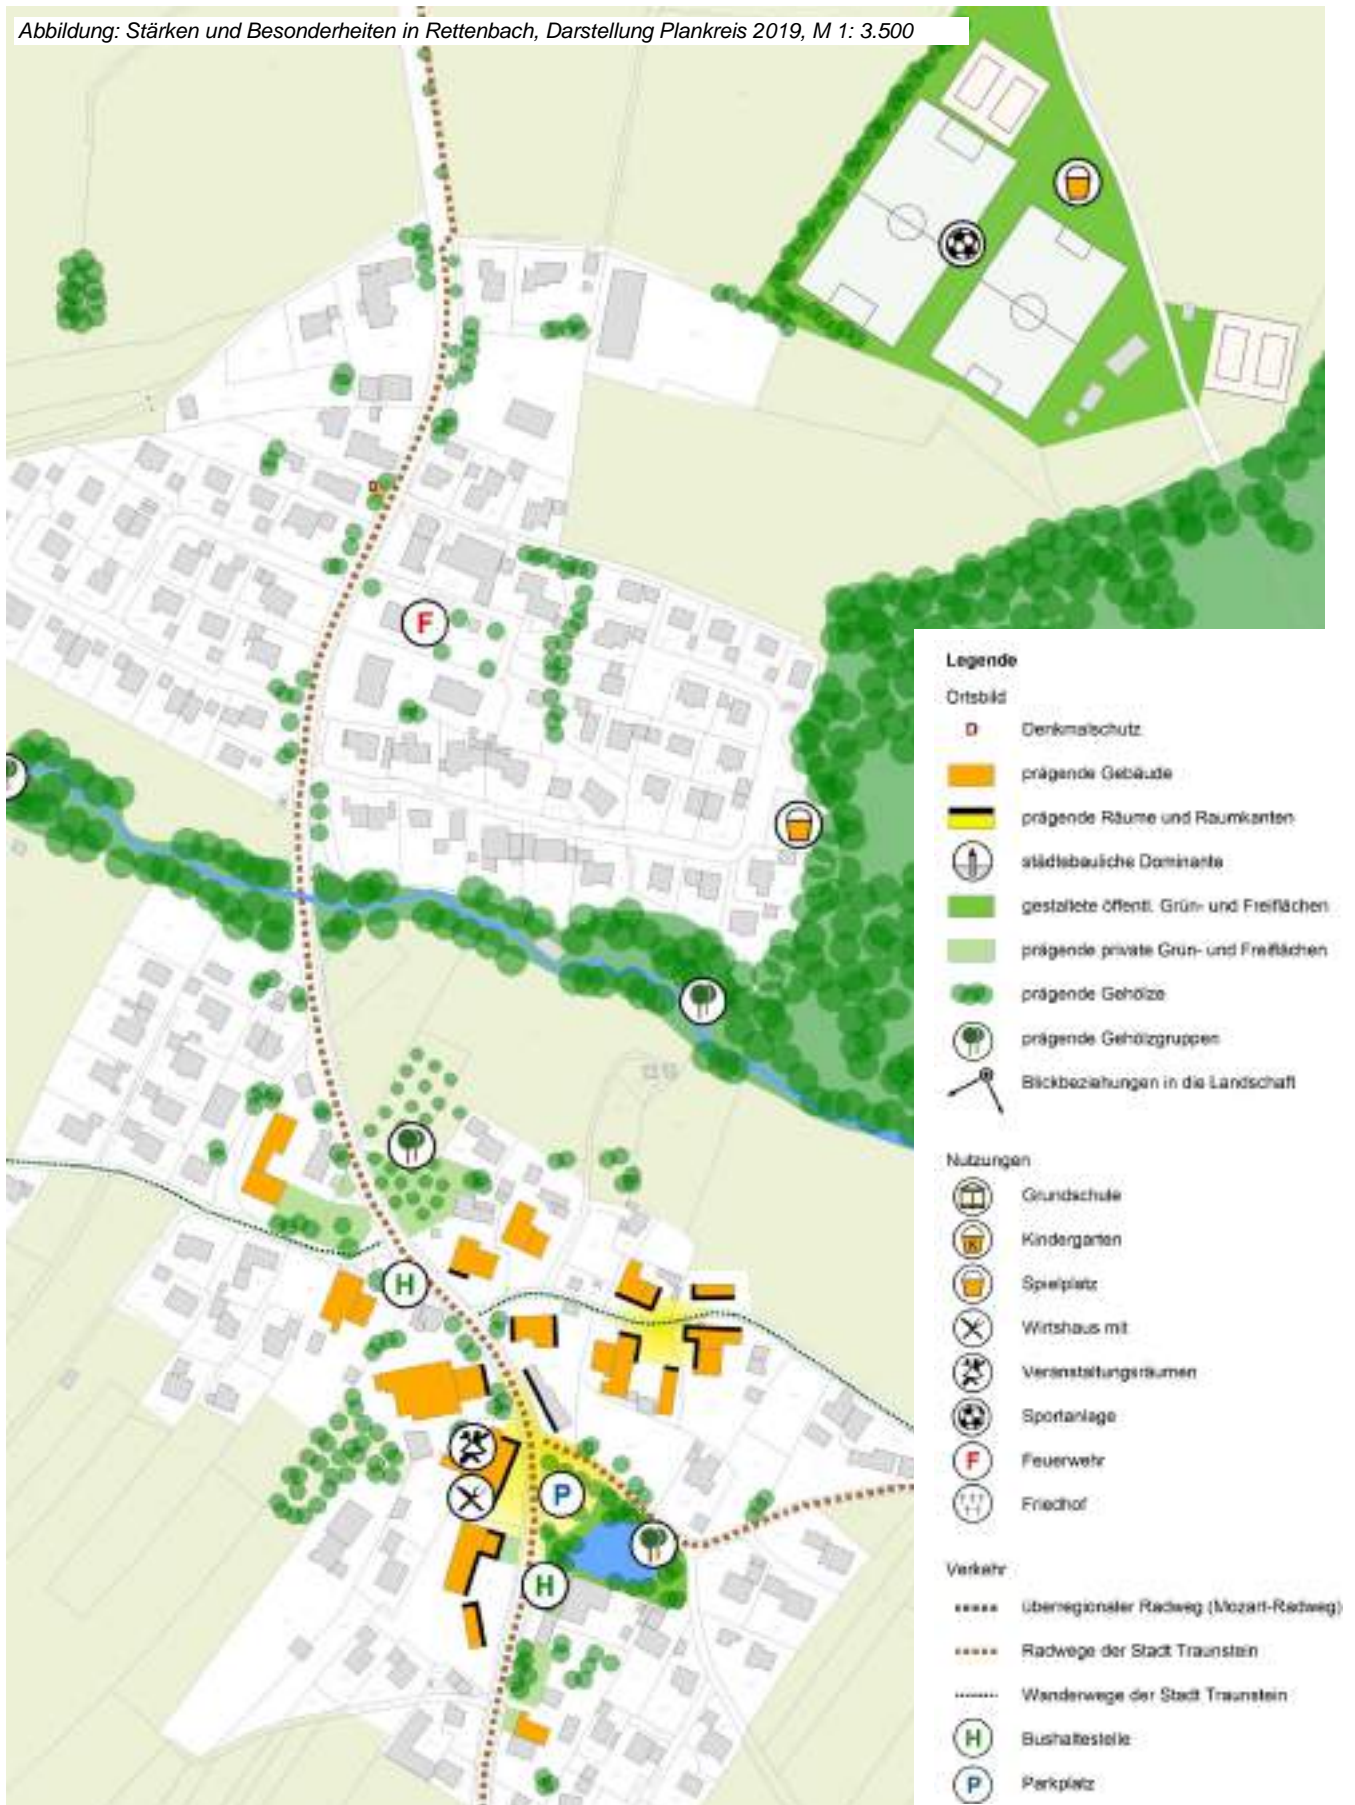 Abbildung: Stärken und Besonderheiten in Rettenbach, Darstellung Plankreis 2019, M 1: 3.500
D
F
H
P
H
Legende
Ortsbild
D Denkmalschutz
prägende Gebäude
prägende Räume und Raumkanten
städtebauliche Dominante
gestaltete öffentl. Grün- und Freiflächen
prägende private Grün- und Freiflächen
prägende Gehölze
prägende Gehölzgruppen
Blickbeziehungen in die Landschaft
Nutzungen
Grundschule
K Kindergarten
Spielplatz
Wirtshaus mit
Veranstaltungsräumen
Sportanlage
F Feuerwehr
Friedhof
Verkehr
überregionaler Radweg (Mozart-Radweg)
Radwege der Stadt Traunstein
Wanderwege der Stadt Traunstein
H Bushaltestelle
P Parkplatz